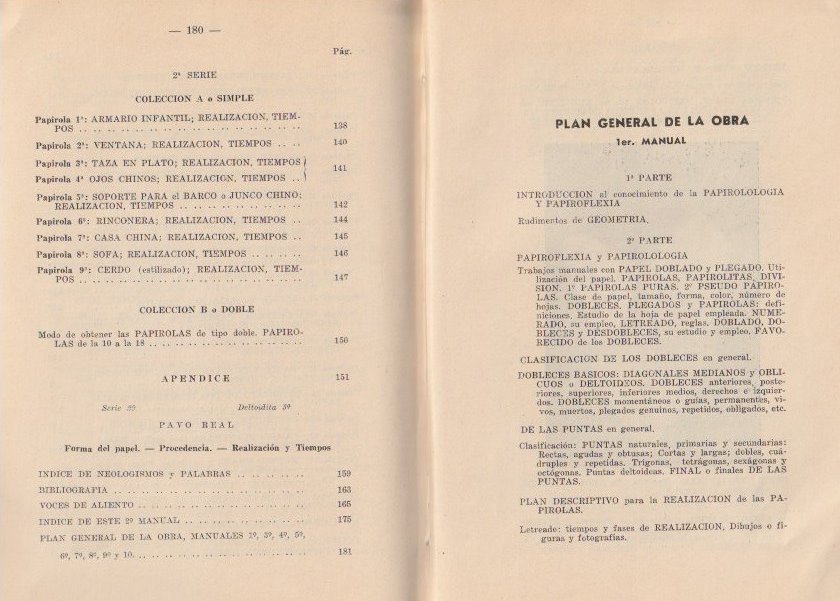 — 180 —
Pág.
2ª SERIE
COLECCION A o SIMPLE
Papirola 1ª: ARMARIO INFANTIL; REALIZACION, TIEM-
POS .. .. .. .. .. .. .. .. .. .. .. .. .. .. 138
Papirola 2ª: VENTANA; REALIZACION, TIEMPOS .. .. 140
Papirola 3ª: TAZA EN PLATO; REALIZACION, TIEMPOS
Papirola 4ª OJOS CHINOS; REALIZACION, TIEMPOS .. .. 141
Papirola 5ª: SOPORTE PARA el BARCO o JUNCO CHINO;
REALIZACION, TIEMPOS .. .. .. .. .. .. .. .. 142
Papirola 6ª: RINCONERA; REALIZACION, TIEMPOS .. 144
Papirola 7ª: CASA CHINA; REALIZACION, TIEMPOS .. 145
Papirola 8ª: SOFA; REALIZACION, TIEMPOS .. .. .. 146
Papirola 9ª: CERDO (estilizado); REALIZACION, TIEM-
POS .. .. .. .. .. .. .. .. .. .. .. .. .. .. 147
COLECCION B o DOBLE
Modo de obtener las PAPIROLAS de tipo doble. PAPIRO-
LAS de la 10 a la 18 .. .. .. .. .. .. .. .. .. 150
APENDICE 151
Serie 3ª Deltoidita 3ª
PAVO REAL
Forma del papel. — Procedencia. — Realización y Tiempos
INDICE DE NEOLOGISMOS y PALABRAS .. .. .. .. 159
BIBLIOGRAFIA .. .. .. .. .. .. .. .. .. .. .. 163
VOCES DE ALIENTO .. .. .. .. .. .. .. .. .. .. 165
INDICE DE ESTE 2º MANUAL .. .. .. .. .. .. .. 175
PLAN GENERAL DE LA OBRA, MANUALES 1º, 3º, 4º, 5º,
6º, 7º, 8º, 9º y 10. .. .. .. .. .. .. .. .. .. 181
PLAN GENERAL DE LA OBRA
1er. MANUAL
1ª PARTE
INTRODUCCION al conocimiento de la PAPIROLOLOGIA
Y PAPIROFLEXIA
Rudimentos de GEOMETRIA.
2ª PARTE
PAPIROFLEXIA y PAPIROLOLOGIA
Trabajos manuales con PAPEL DOBLADO y PLEGADO. Uti-
lización del papel. PAPIROLAS, PAPIROLITAS, DIVI-
SION. 1º PAPIROLAS PURAS. 2º PSEUDO PAPIRO-
LAS. Clase de papel, tamaño, forma, color, número de
hojas. DOBLECES. PLEGADOS y PAPIROLAS: defi-
niciones. Estudio de la hoja de papel empleada. NUME-
RADO, su empleo, LETREADO, reglas. DOBLADO, DO-
BLECES y DESDOBLECES, su estudio y empleo. FAVO-
RECIDO de los DOBLECES.
CLASIFICACION DE LOS DOBLECES en general.
DOBLECES BASICOS: DIAGONALES MEDIANOS y OBLI-
CUOS o DELTOIDEOS. DOBLECES anteriores, poste-
riores, superiores, inferiores medios, derechos e izquier-
dos. DOBLECES momentáneos o guías, permanentes, vi-
vos, muertos, plegados genuinos, repetidos, obligados, etc.
DE LAS PUNTAS en general.
Clasificación: PUNTAS naturales, primarias y secundarias:
Rectas, agudas y obtusas; Cortas y largas; dobles, cuá-
druples y repetidas. Trígonas, tetrágonas, sexágonas y
octógonas. Puntas deltoideas. FINAL o finales DE LAS
PUNTAS.
PLAN DESCRIPTIVO para la REALIZACION de las PA-
PIROLAS.
Letreado: tiempos y fases de REALIZACION, Dibujos o fi-
guras y fotografías.